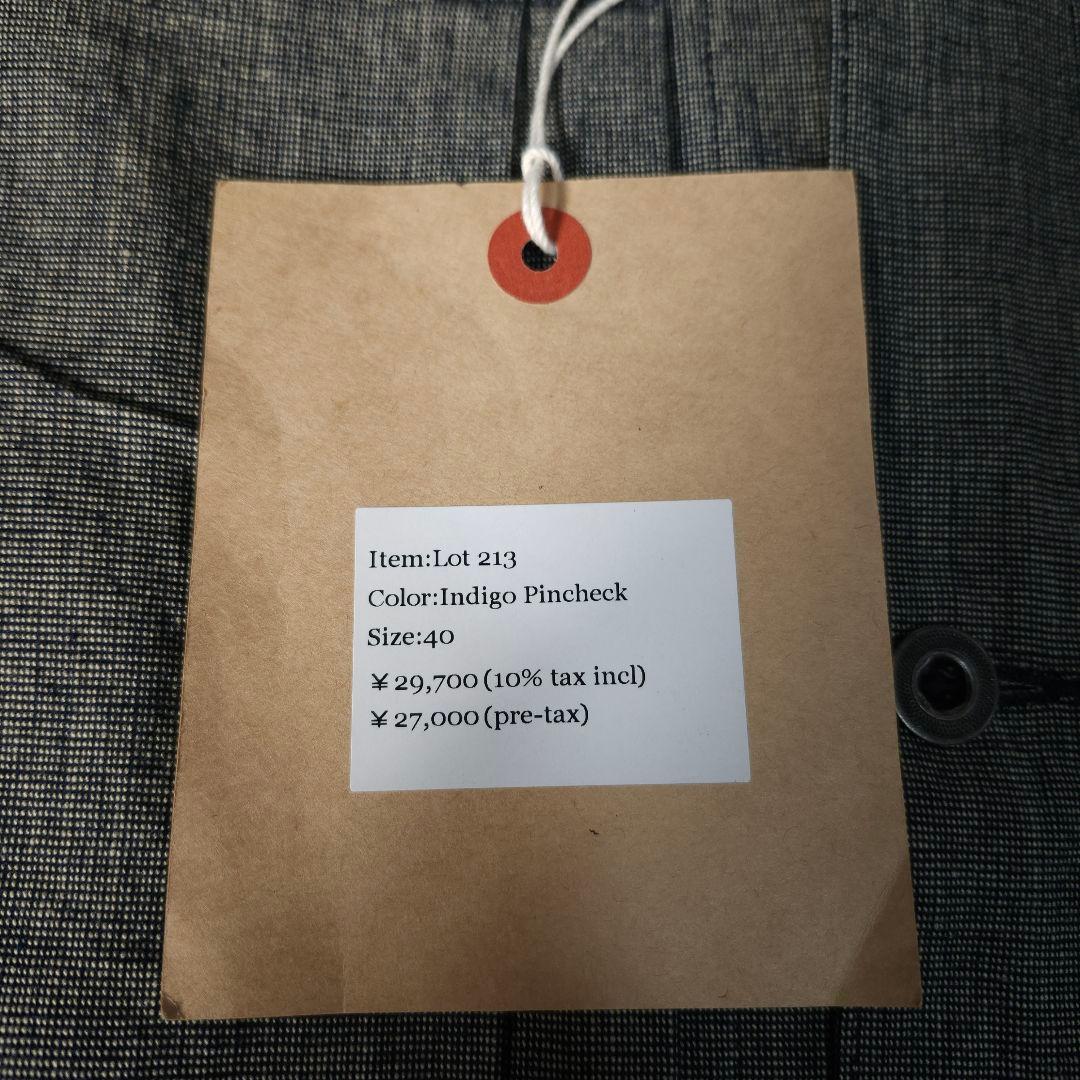 Item:Lot 213
Color:Indigo Pincheck
Size:40
￥29,700(10% tax incl)
￥27,000(pre-tax)